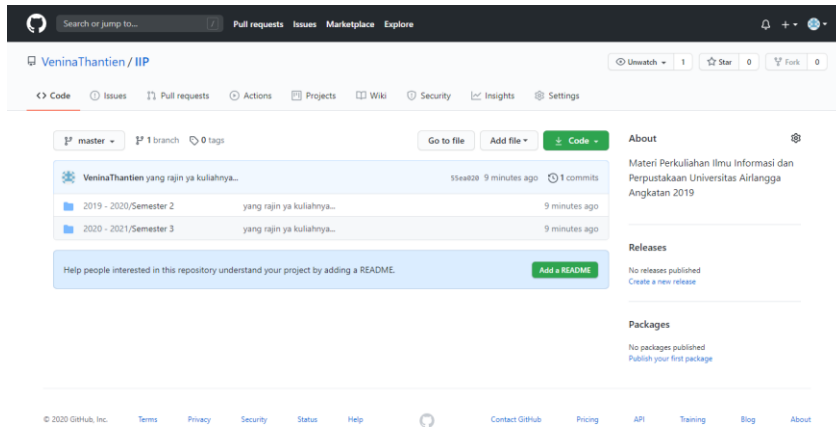 Search or jump to... / Pull requests Issues Marketplace Explore
VeninaThantien / IIP Unwatch 1 Star 0 Fork 0
Code Issues Pull requests Actions Projects Wiki Security Insights Settings
master 1 branch 0 tags Go to file Add file Code
VeninaThantien yang rajin ya kuliahnya... 55ea020 9 minutes ago 1 commits
2019 - 2020/Semester 2 yang rajin ya kuliahnya... 9 minutes ago
2020 - 2021/Semester 3 yang rajin ya kuliahnya... 9 minutes ago
Help people interested in this repository understand your project by adding a README. Add a README
About
Materi Perkuliahan Ilmu Informasi dan
Perpustakaan Universitas Airlangga
Angkatan 2019
Releases
No releases published
Create a new release
Packages
No packages published
Publish your first package
© 2020 GitHub, Inc. Terms Privacy Security Status Help Contact GitHub Pricing API Training Blog About